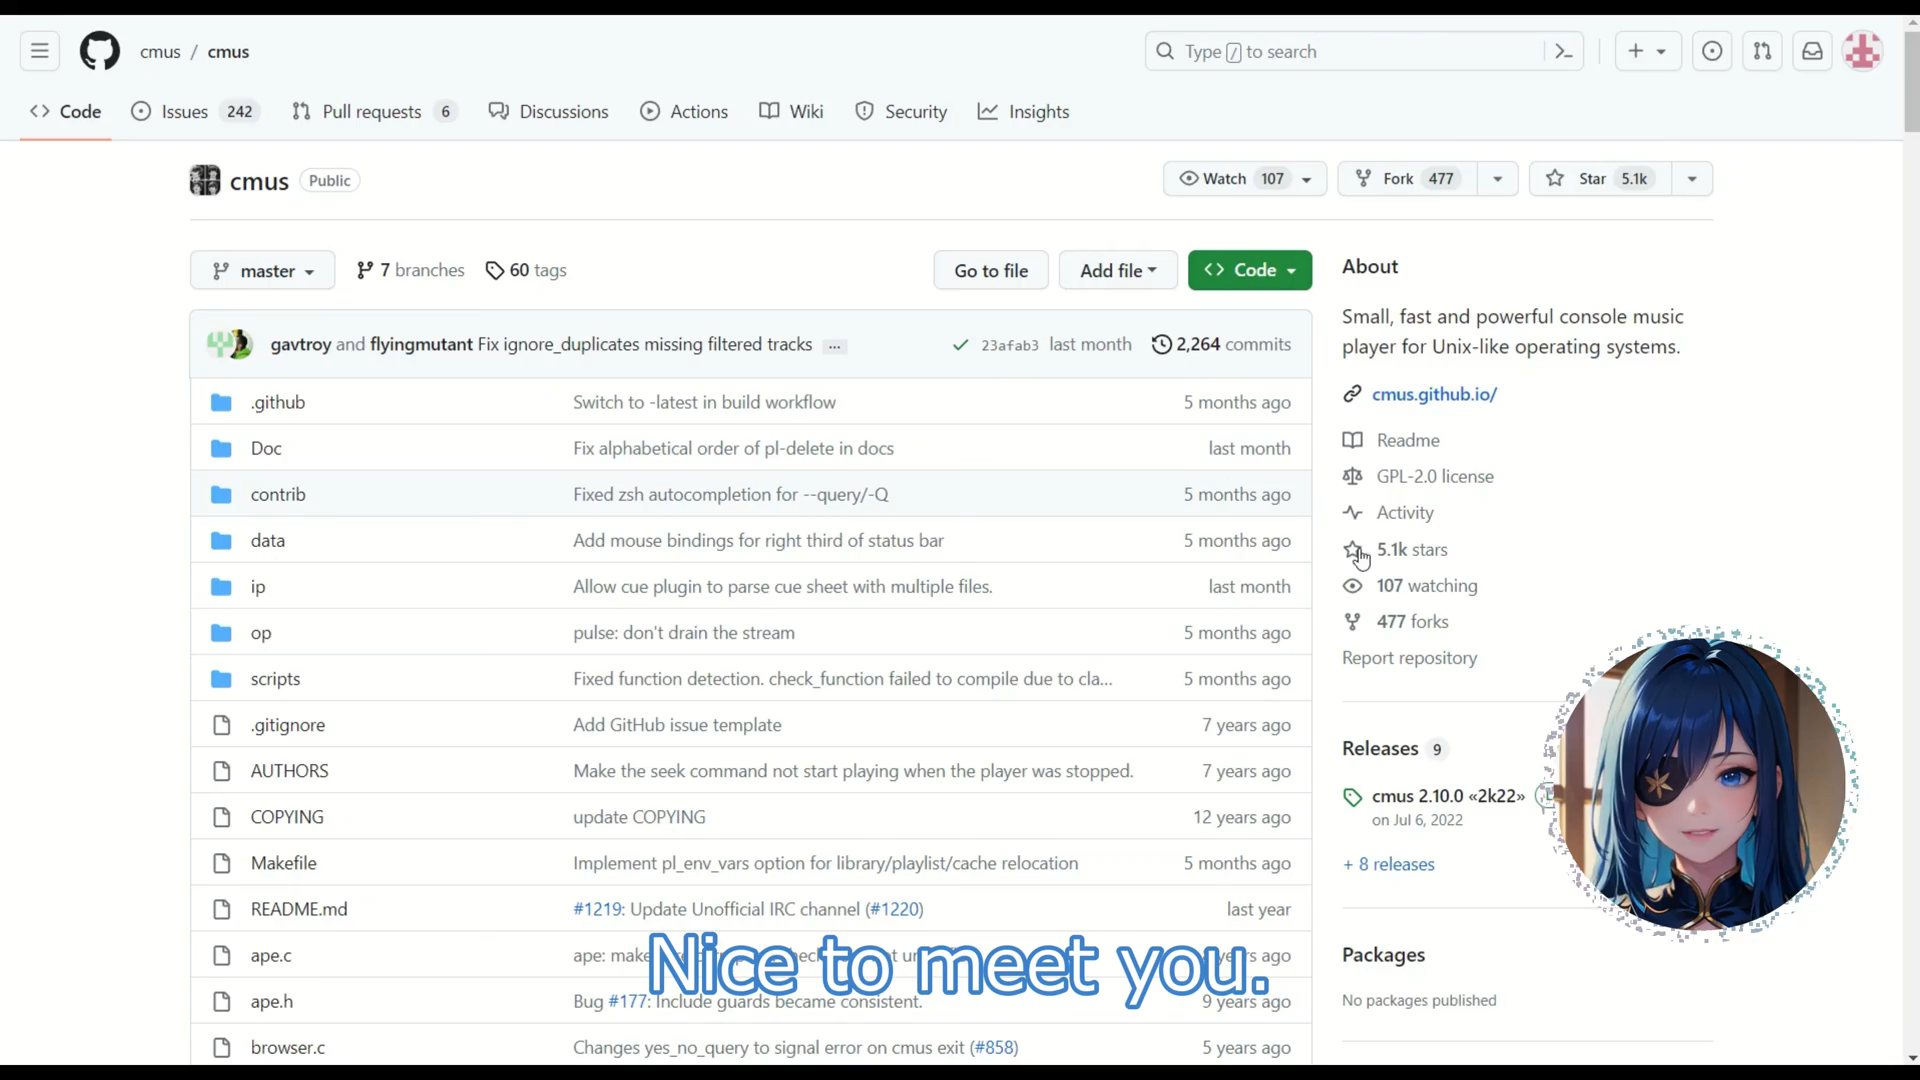 cmus / cmus
Type / to search
Code
Issues 242
Pull requests 6
Discussions
Actions
Wiki
Security
Insights
cmus Public
Watch 107
Fork 477
Star 5.1k
master
7 branches
60 tags
Go to file
Add file
Code
gavtroy and flyingmutant Fix ignore_duplicates missing filtered tracks ...
23afab3 last month
2,264 commits
.github Switch to -latest in build workflow 5 months ago
Doc Fix alphabetical order of pl-delete in docs last month
contrib Fixed zsh autocompletion for --query/-Q 5 months ago
data Add mouse bindings for right third of status bar 5 months ago
ip Allow cue plugin to parse cue sheet with multiple files. last month
op pulse: don't drain the stream 5 months ago
scripts Fixed function detection. check_function failed to compile due to cla... 5 months ago
.gitignore Add GitHub issue template 7 years ago
AUTHORS Make the seek command not start playing when the player was stopped. 7 years ago
COPYING update COPYING 12 years ago
Makefile Implement pl_env_vars option for library/playlist/cache relocation 5 months ago
README.md #1219: Update Unofficial IRC channel (#1220) last year
ape.c ape: make ago
ape.h Bug #177: Include guards became consistent. 9 years ago
browser.c Changes yes_no_query to signal error on cmus exit (#858) 5 years ago
About
Small, fast and powerful console music
player for Unix-like operating systems.
cmus.github.io/
Readme
GPL-2.0 license
Activity
5.1k stars
107 watching
477 forks
Report repository
Releases 9
cmus 2.10.0 «2k22»
on Jul 6, 2022
+ 8 releases
Packages
No packages published
Nice to meet you.